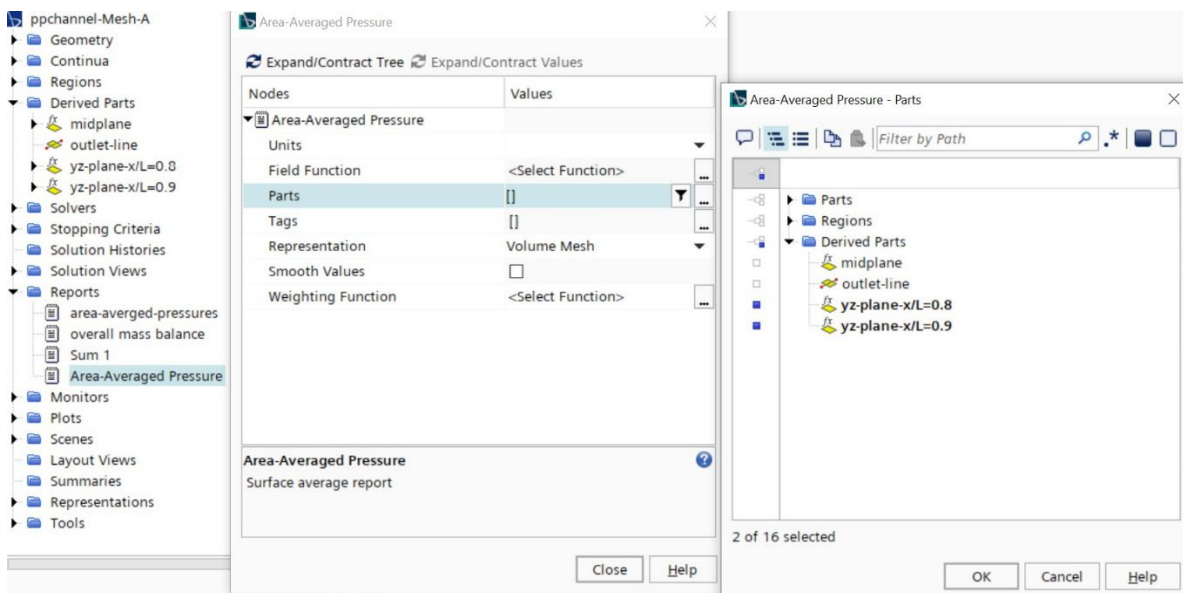 ppchannel-Mesh-A
Geometry
Continua
Regions
Derived Parts
midplane
outlet-line
yz-plane-x/L=0.8
yz-plane-x/L=0.9
Solvers
Stopping Criteria
Solution Histories
Solution Views
Reports
area-averged-pressures
overall mass balance
Sum 1
Area-Averaged Pressure
Monitors
Plots
Scenes
Layout Views
Summaries
Representations
Tools
Area-Averaged Pressure
Expand/Contract Tree Expand/Contract Values
Nodes Values
Area-Averaged Pressure
Units
Field Function <Select Function> ...
Parts [] ...
Tags [] ...
Representation Volume Mesh
Smooth Values
Weighting Function <Select Function> ...
Area-Averaged Pressure
Surface average report
Close Help
Area-Averaged Pressure - Parts
Filter by Path .*
Parts
Regions
Derived Parts
midplane
outlet-line
yz-plane-x/L=0.8
yz-plane-x/L=0.9
2 of 16 selected
OK Cancel Help